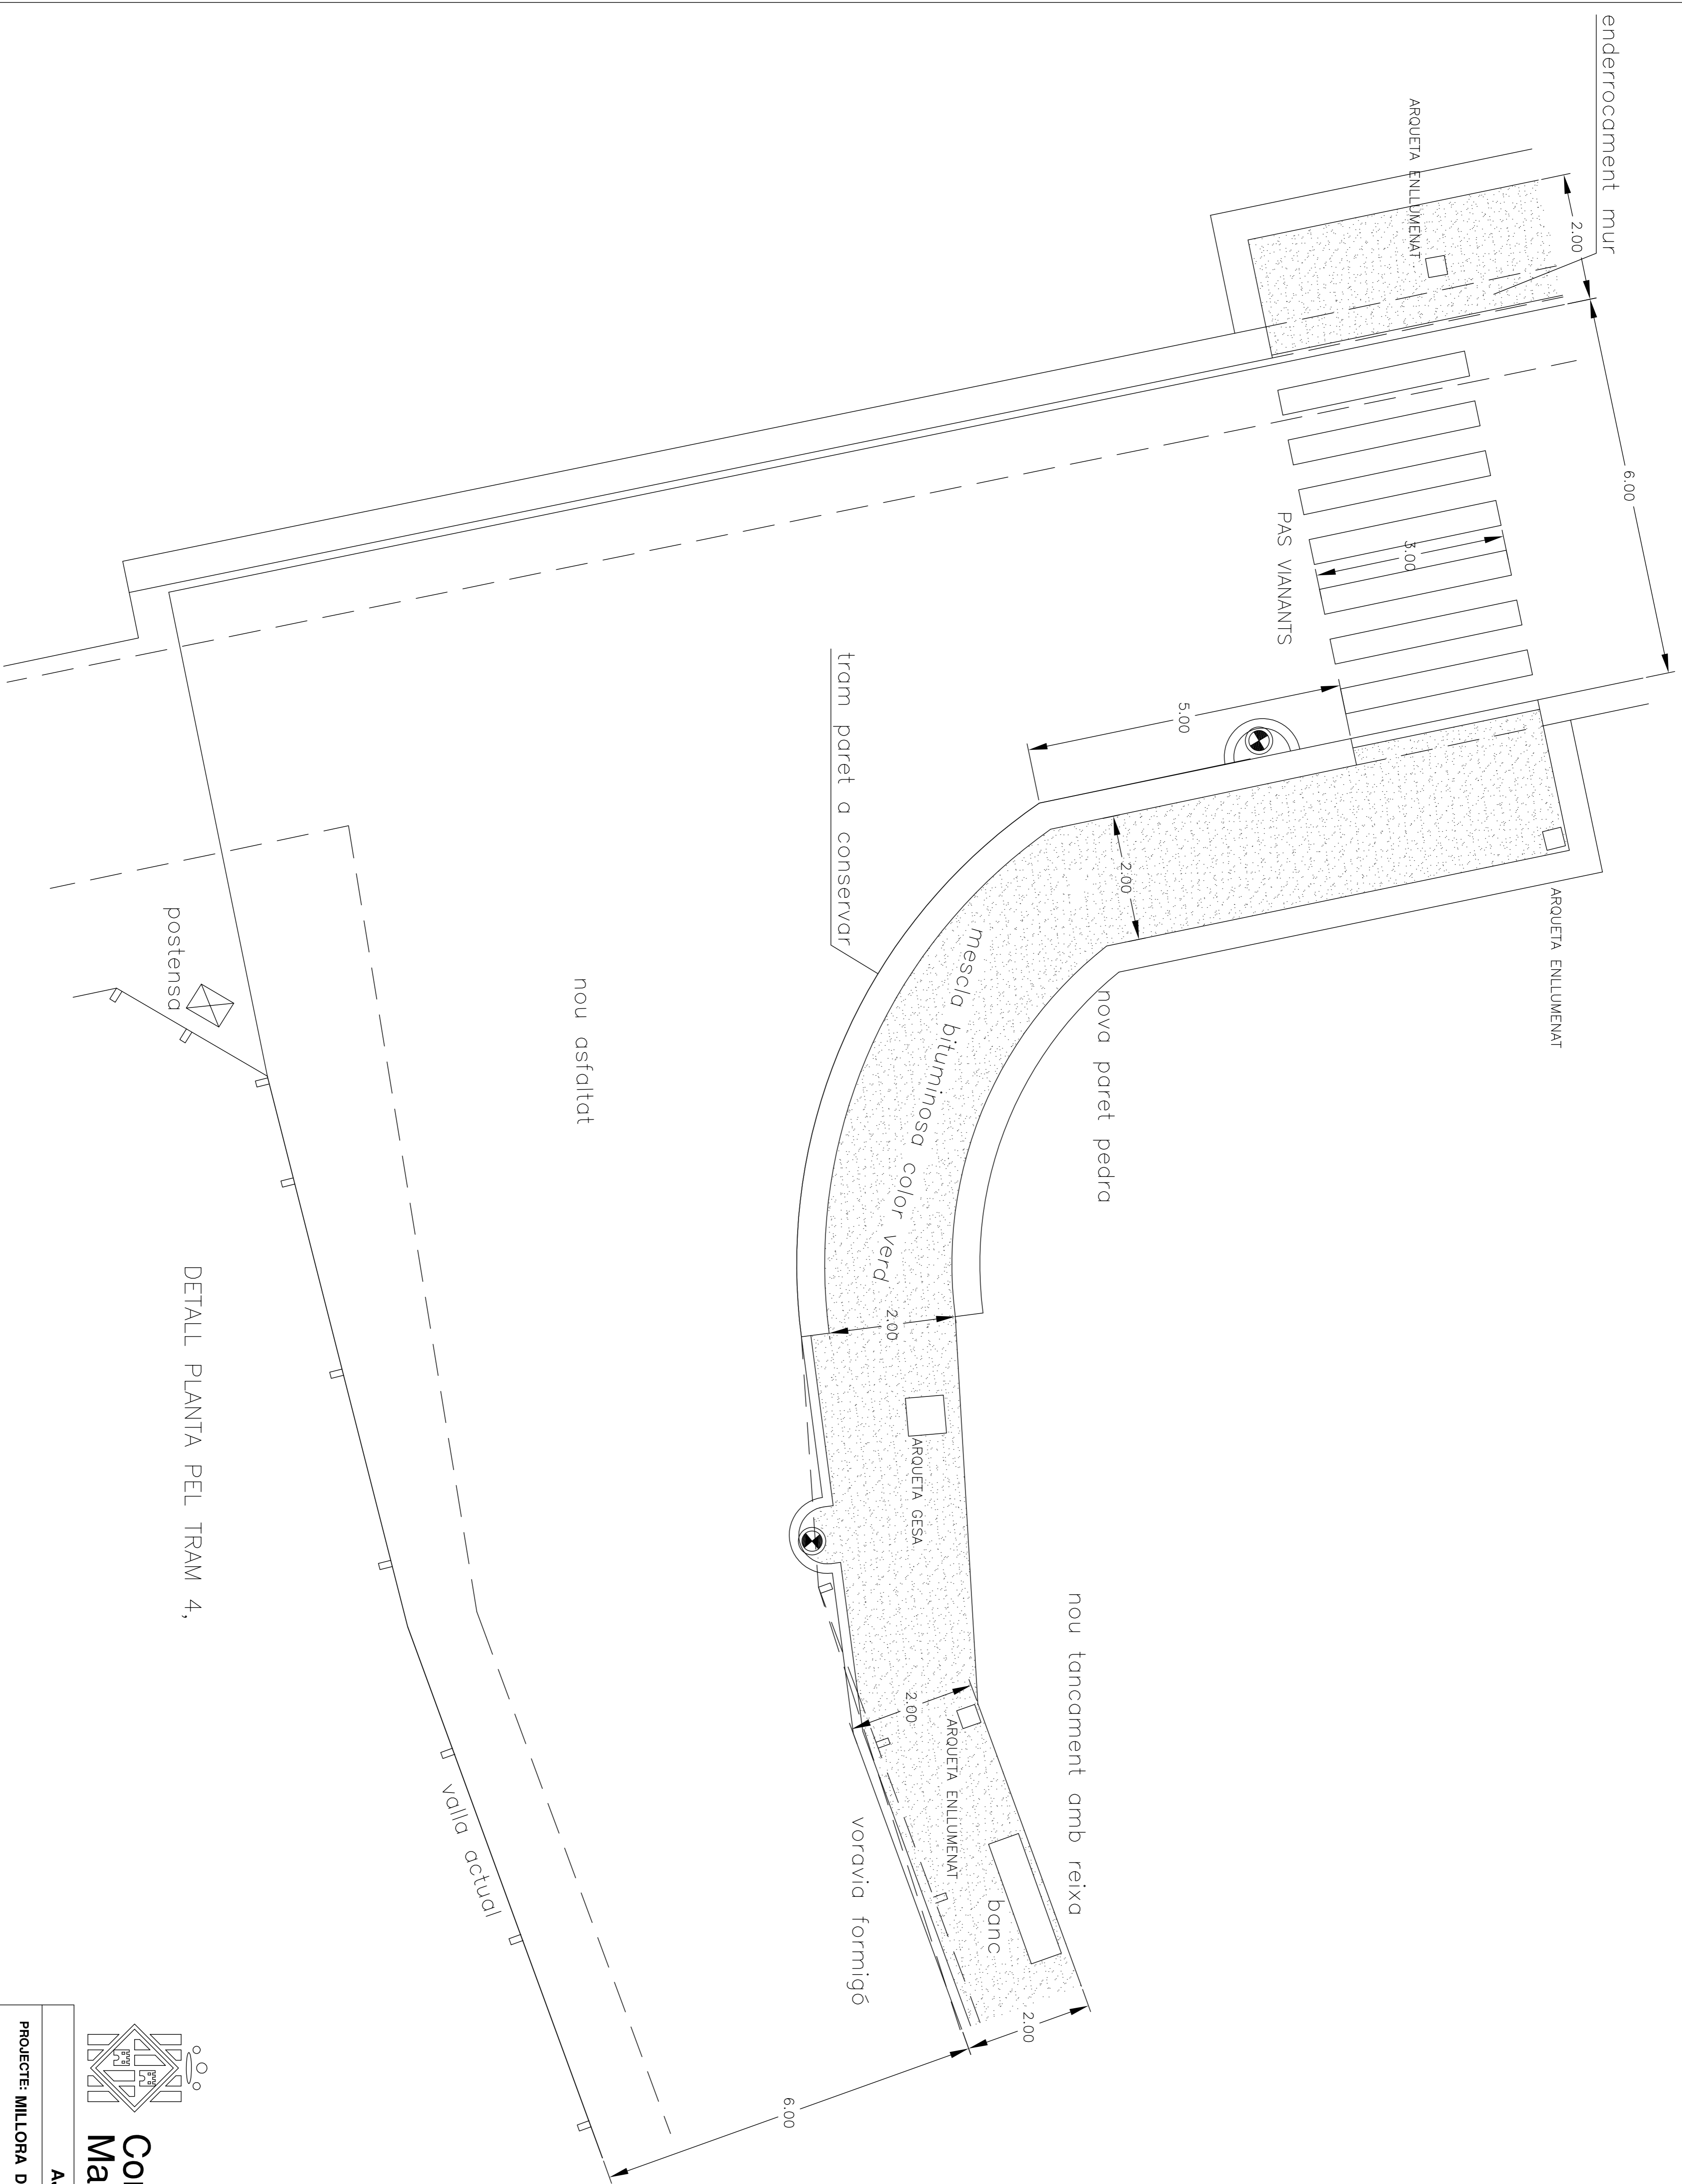 enderrocament mur
ARQUETA ENLLUMENAT
2.00
6.00
PAS VIANANTS
3.00
5.00
tram paret a conservar
2.00
ARQUETA ENLLUMENAT
mescla bituminosa color verd
nova paret pedra
postensa
nou asfaltat
2.00
ARQUETA GESA
DETALL PLANTA PEL TRAM 4,
nou tancament amb reixa
2.00
ARQUETA ENLLUMENAT
banc
voravia formigó
valla actual
2.00
6.00
PROJECTE: MILLORA